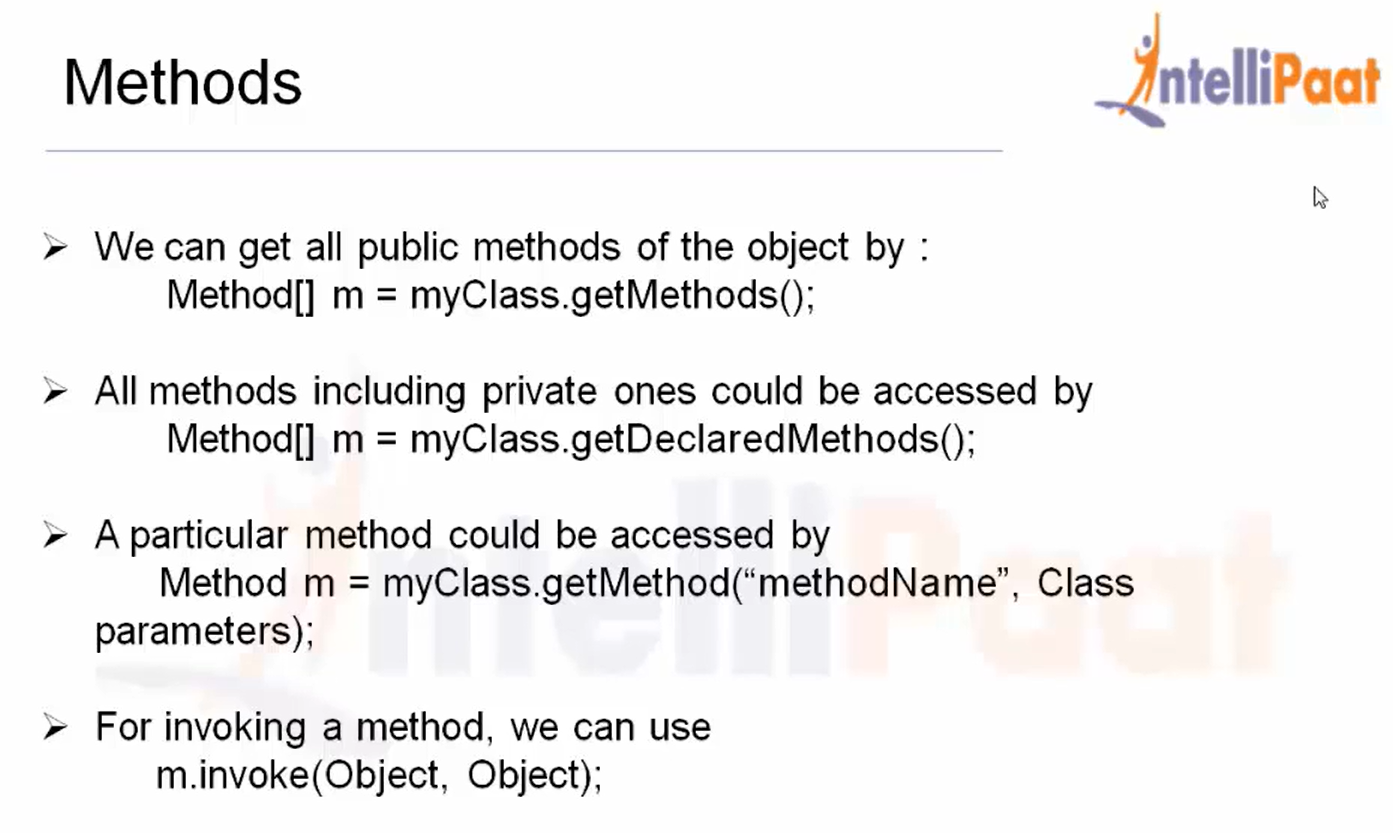 Methods
IntelliPaat
➢ We can get all public methods of the object by :
Method[] m = myClass.getMethods();
➢ All methods including private ones could be accessed by
Method[] m = myClass.getDeclaredMethods();
➢ A particular method could be accessed by
Method m = myClass.getMethod(“methodName”, Class
parameters);
➢ For invoking a method, we can use
m.invoke(Object, Object);
IntelliPaat